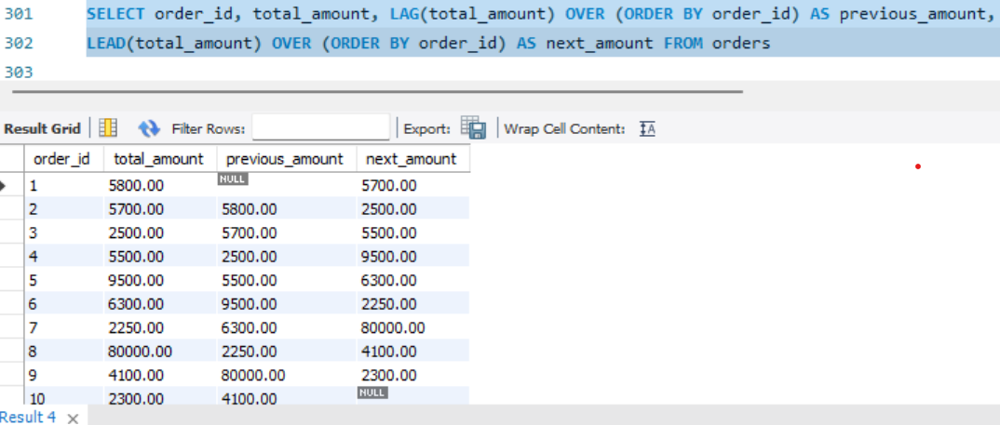 301 SELECT order_id, total_amount, LAG(total_amount) OVER (ORDER BY order_id) AS previous_amount,
302 LEAD(total_amount) OVER (ORDER BY order_id) AS next_amount FROM orders
303
Result Grid Filter Rows: Export: Wrap Cell Content: IA
order_id total_amount previous_amount next_amount
1 5800.00 NULL 5700.00
2 5700.00 5800.00 2500.00
3 2500.00 5700.00 5500.00
4 5500.00 2500.00 9500.00
5 9500.00 5500.00 6300.00
6 6300.00 9500.00 2250.00
7 2250.00 6300.00 80000.00
8 80000.00 2250.00 4100.00
9 4100.00 80000.00 2300.00
10 2300.00 4100.00 NULL
Result 4 ×